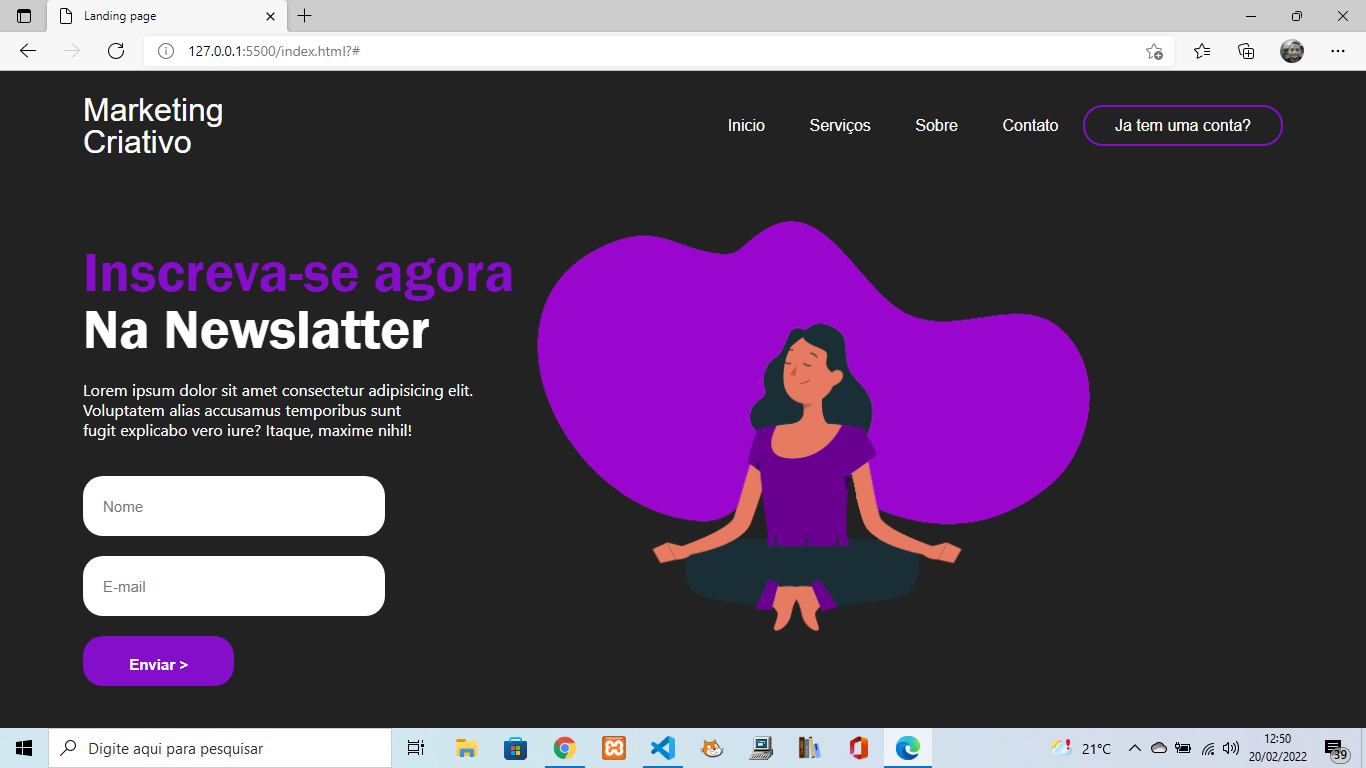 Landing page
127.0.0.1:5500/index.html?#
Marketing
Criativo
Inicio
Serviços
Sobre
Contato
Ja tem uma conta?
Inscreva-se agora
Na Newslatter
Lorem ipsum dolor sit amet consectetur adipisicing elit.
Voluptatem alias accusamus temporibus sunt
fugit explicabo vero iure? Itaque, maxime nihil!
Nome
E-mail
Enviar >
Digite aqui para pesquisar
21°C
12:50
20/02/2022
39